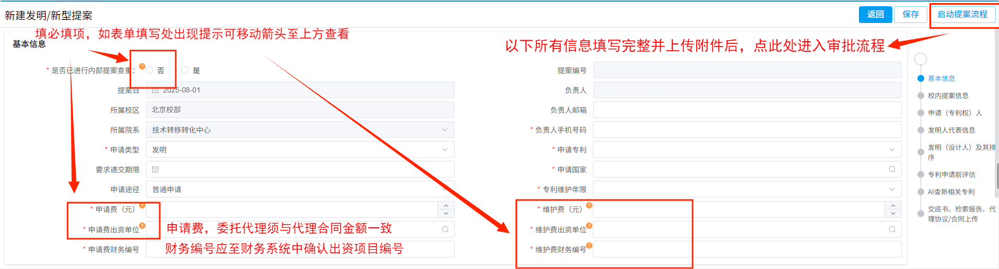 新建发明/新型提案
返回
保存
启动提案流程
填必填项，如表单填写处出现提示可移动箭头至上方查看
基本信息
以下所有信息填写完整并上传附件后，点此处进入审批流程
* 是否已进行内部提案查重：
? 否 是
提案编号
提案日 2025-08-01
负责人
所属校区 北京校部
负责人邮箱
所属院系 技术转移转化中心
* 负责人手机号码
* 申请类型 发明
* 申请专利
要求递交期限
* 申请国家
申请途径 普通申请
* 专利维护年限
* 申请费（元） ?
* 维护费（元） ?
* 申请费出资单位 ?
申请费，委托代理须与代理合同金额一致
* 维护费出资单位 ?
* 申请费财务编号
财务编号应至财务系统中确认出资项目编号
* 维护费财务编号 ?
基本信息
校内提案信息
申请（专利权）人
发明人代表信息
发明（设计人）及其排
序
专利申请前评估
AI查新相关专利
交底书、检索报告、代
理协议/合同上传